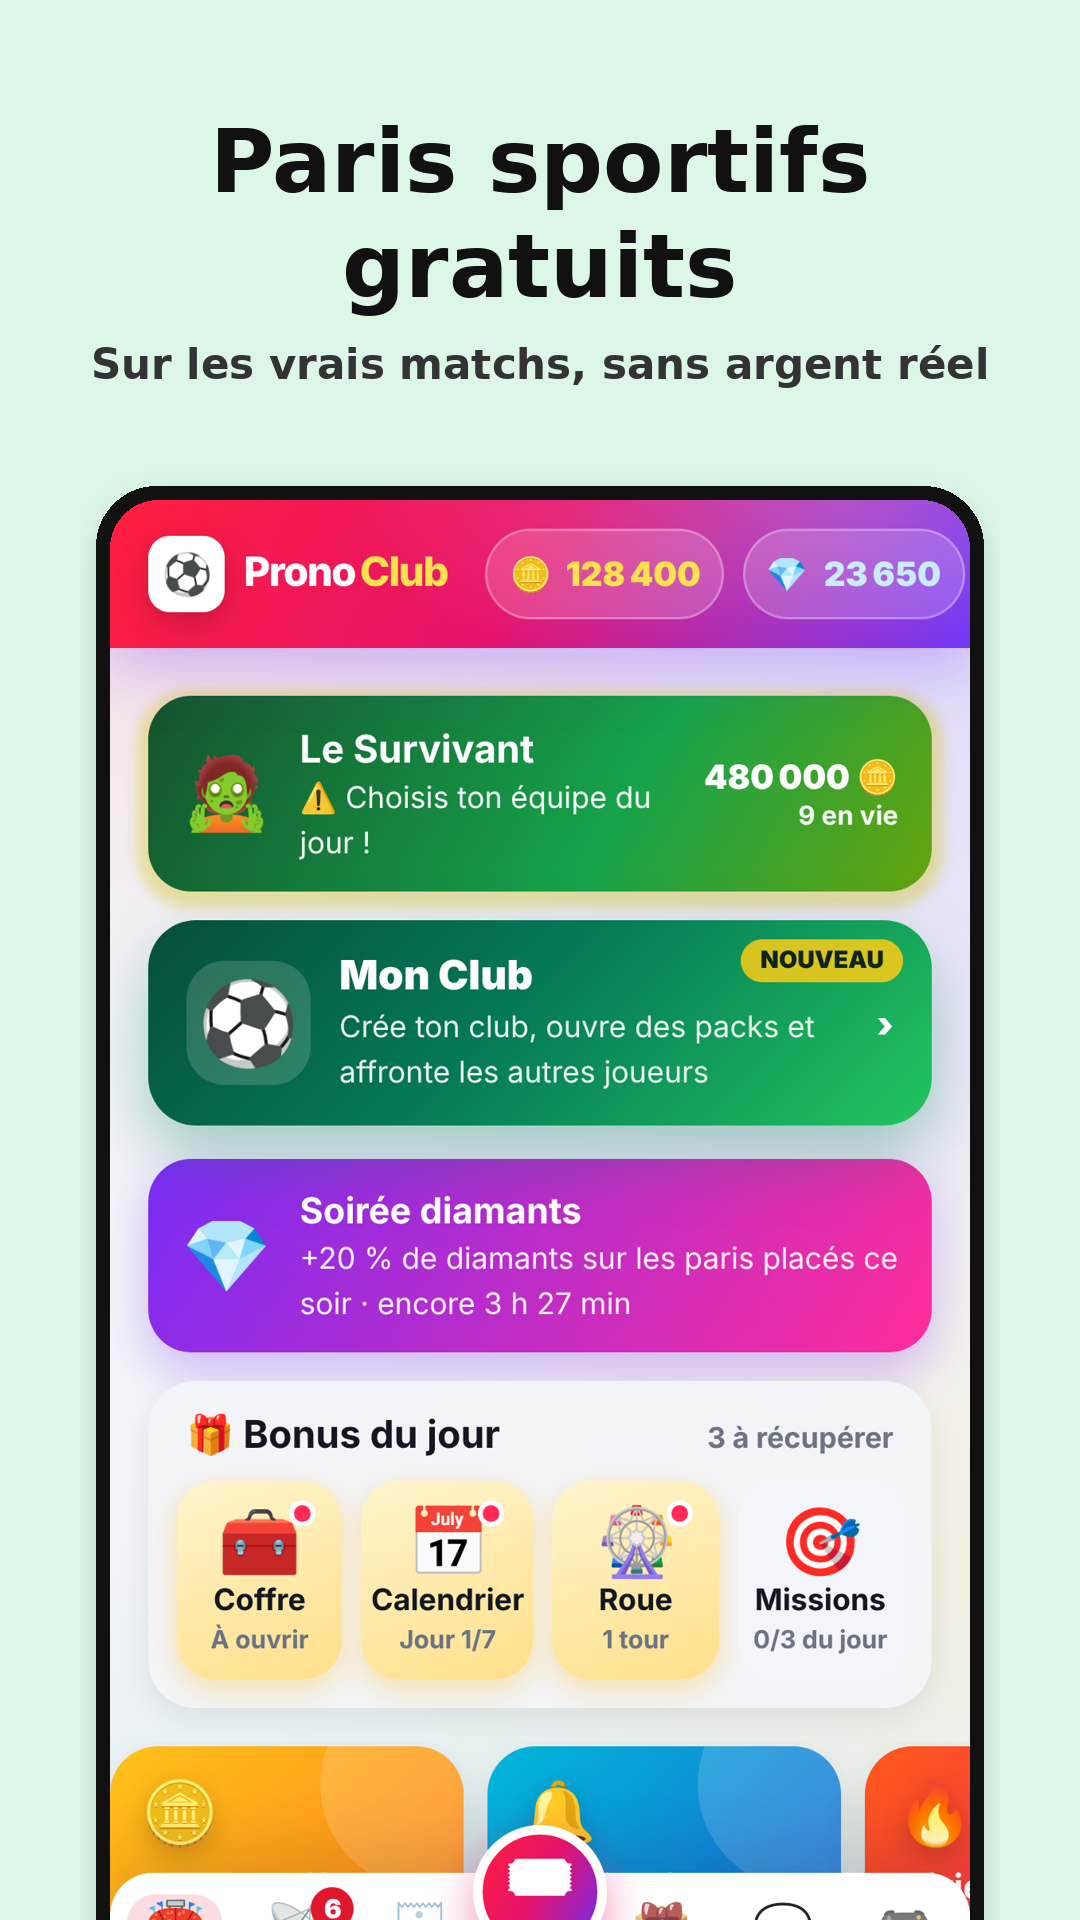 Paris sportifs
gratuits
Sur les vrais matchs, sans argent réel
Prono Club
128 400
23 650
Le Survivant
Choisis ton équipe du
jour !
480 000
9 en vie
Mon Club
NOUVEAU
Crée ton club, ouvre des packs et
affronte les autres joueurs
Soirée diamants
+20 % de diamants sur les paris placés ce
soir · encore 3 h 27 min
Bonus du jour
3 à récupérer
July
17
Coffre
Calendrier
Roue
Missions
À ouvrir
Jour 1/7
1 tour
0/3 du jour
6